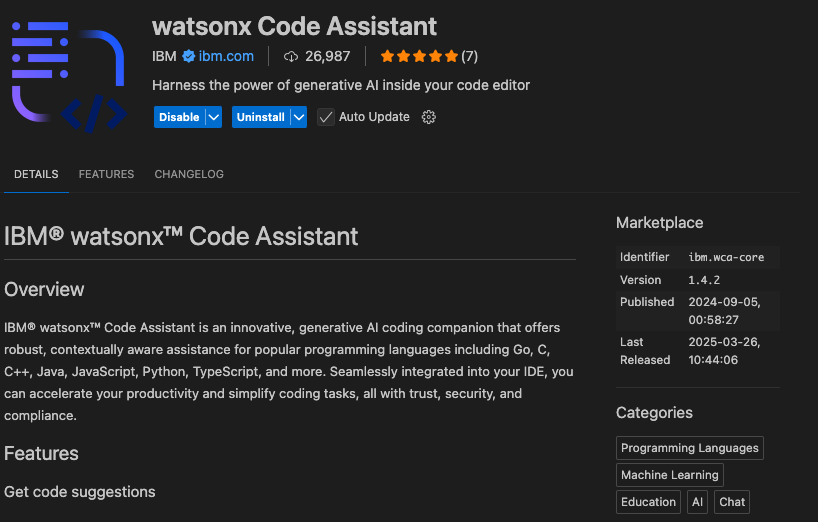 watsonx Code Assistant
IBM ibm.com 26,987 (7)
Harness the power of generative AI inside your code editor
Disable Uninstall Auto Update
DETAILS FEATURES CHANGELOG
IBM® watsonx™ Code Assistant
Overview
IBM® watsonx™ Code Assistant is an innovative, generative AI coding companion that offers
robust, contextually aware assistance for popular programming languages including Go, C,
C++, Java, JavaScript, Python, TypeScript, and more. Seamlessly integrated into your IDE, you
can accelerate your productivity and simplify coding tasks, all with trust, security, and
compliance.
Features
Get code suggestions
Marketplace
Identifier ibm.wca-core
Version 1.4.2
Published 2024-09-05,
00:58:27
Last 2025-03-26,
Released 10:44:06
Categories
Programming Languages
Machine Learning
Education AI Chat